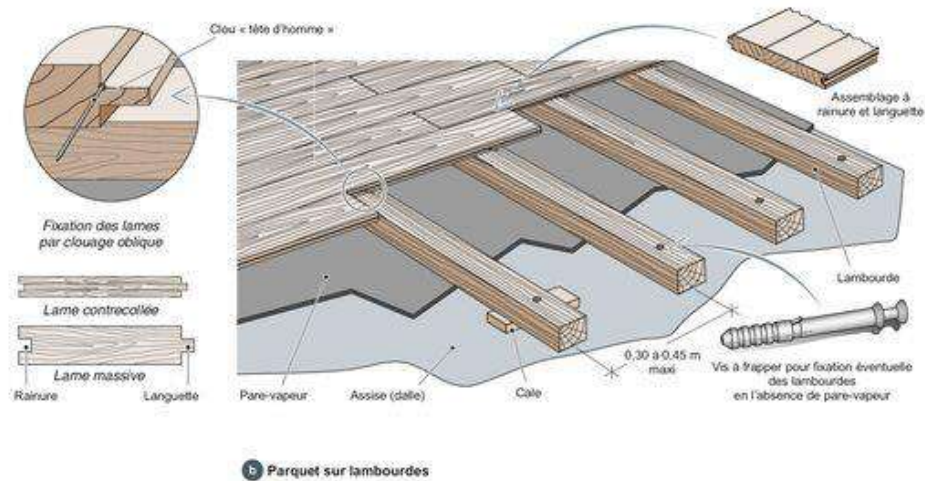 Clou « tête d'homme »
Fixation des lames
par clouage oblique
Lame contrecollée
Lame massive
Rainure
Languette
Pare-vapeur
Assise (dalle)
Cale
0,30 à 0,45 m
maxi
Assemblage à
rainure et languette
Lambourde
Vis à frapper pour fixation éventuelle
des lambourdes
en l'absence de pare-vapeur
b Parquet sur lambourdes